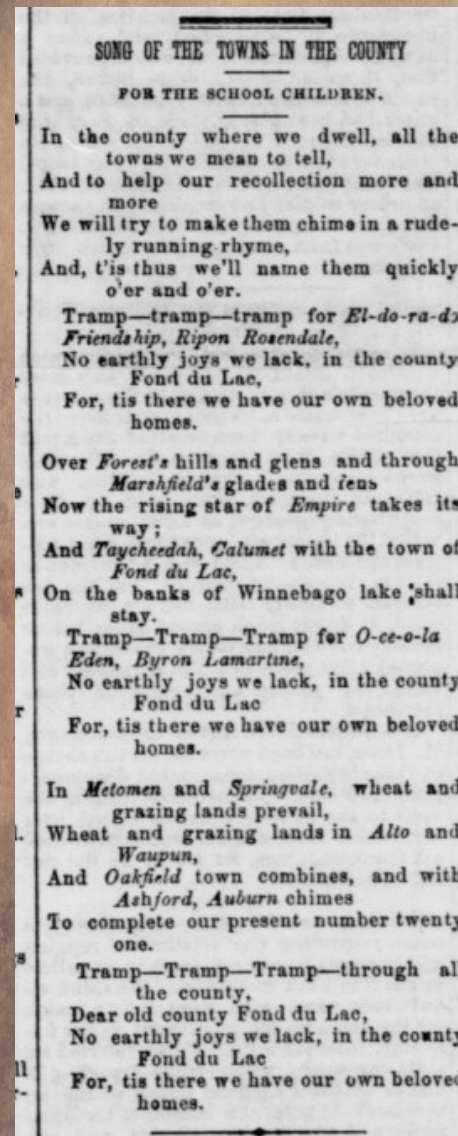 SONG OF THE TOWNS IN THE COUNTY
FOR THE SCHOOL CHILDREN.
In the county where we dwell, all the
towns we mean to tell,
And to help our recollection more and
more
We will try to make them chime in a rude-
ly running rhyme,
And, t'is thus we'll name them quickly
o'er and o'er.
Tramp—tramp—tramp for El-do-ra-do
Friendship, Ripon Rosendale,
No earthly joys we lack, in the county
Fond du Lac,
For, tis there we have our own beloved
homes.
Over Forest's hills and glens and through
Marshfield's glades and fens
Now the rising star of Empire takes its
way;
And Taycheedah, Calumet with the town of
Fond du Lac,
On the banks of Winnebago lake shall
stay.
Tramp—Tramp—Tramp for O-ce-o-la
Eden, Byron Lamartine,
No earthly joys we lack, in the county
Fond du Lac
For, tis there we have our own beloved
homes.
In Metomen and Springvale, wheat and
grazing lands prevail,
Wheat and grazing lands in Alto and
Waupun,
And Oakfield town combines, and with
Ashford, Auburn chimes
To complete our present number twenty
one.
Tramp—Tramp—Tramp—through al
the county,
Dear old county Fond du Lac,
No earthly joys we lack, in the county
Fond du Lac
For, tis there we have our own beloved
homes.